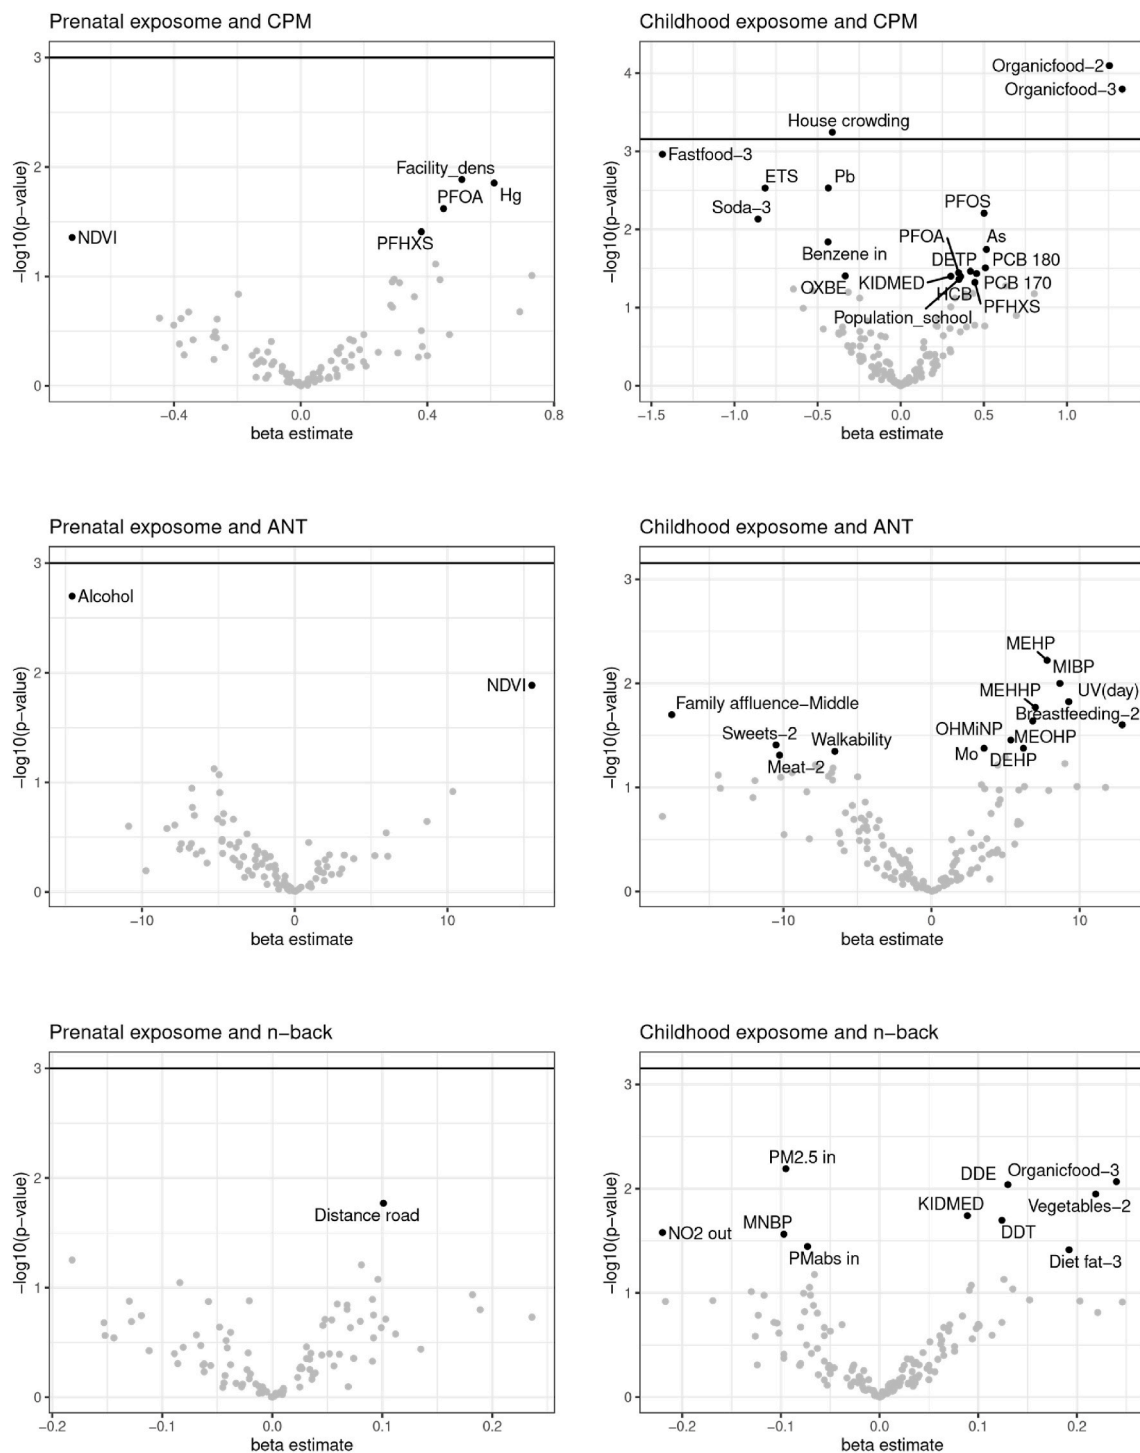 Prenatal exposome and CPM
3
2
1
0
−log10(p−value)
Facility_dens
PFOA
Hg
PFHXS
NDVI
−0.4
0.0
0.4
0.8
beta estimate
Childhood exposome and CPM
4
3
2
1
0
−log10(p−value)
Organicfood−2
Organicfood−3
House crowding
Fastfood−3
ETS
Pb
Soda−3
PFOS
Benzene in
PFOA
As
DETP
PCB 180
OXBE
KIDMED
HCB
PCB 170
Population_school
PFHXS
−1.5
−1.0
−0.5
0.0
0.5
1.0
beta estimate
Prenatal exposome and ANT
3
2
1
0
−log10(p−value)
Alcohol
NDVI
−10
0
10
beta estimate
Childhood exposome and ANT
3
2
1
0
−log10(p−value)
MEHP
MIBP
Family affluence−Middle
MEHHP
UV(day)
Breastfeeding−2
Sweets−2
Walkability
OHMiNP
MEOHP
Meat−2
Mo
DEHP
−10
0
10
beta estimate
Prenatal exposome and n−back
3
2
1
0
−log10(p−value)
Distance road
−0.2
−0.1
0.0
0.1
0.2
beta estimate
Childhood exposome and n−back
3
2
1
0
−log10(p−value)
PM2.5 in
DDE
Organicfood−3
KIDMED
Vegetables−2
NO2 out
MNBP
DDT
PMabs in
Diet fat−3
−0.2
−0.1
0.0
0.1
0.2
beta estimate